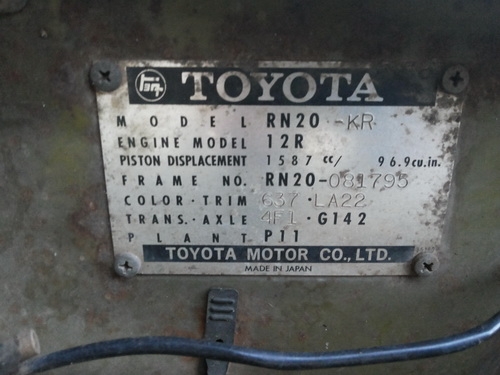 TOYOTA
MODEL RN20-KR
ENGINE MODEL 12R
PISTON DISPLACEMENT 1587 cc/ 96.9cu.in.
FRAME NO. RN20-081795
COLOR·TRIM 637·LA22
TRANS.·AXLE 4F1·G142
PLANT P11
TOYOTA MOTOR CO.,LTD.
MADE IN JAPAN